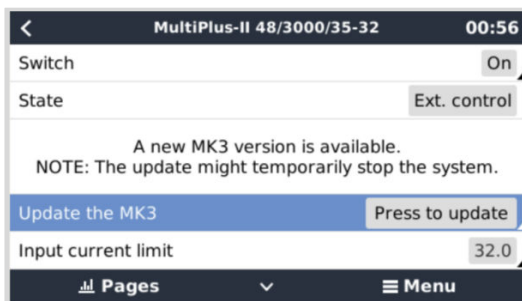 MultiPlus-II 48/3000/35-32 00:56
Switch On
State Ext. control
A new MK3 version is available.
NOTE: The update might temporarily stop the system.
Update the MK3 Press to update
Input current limit 32.0
Pages Menu